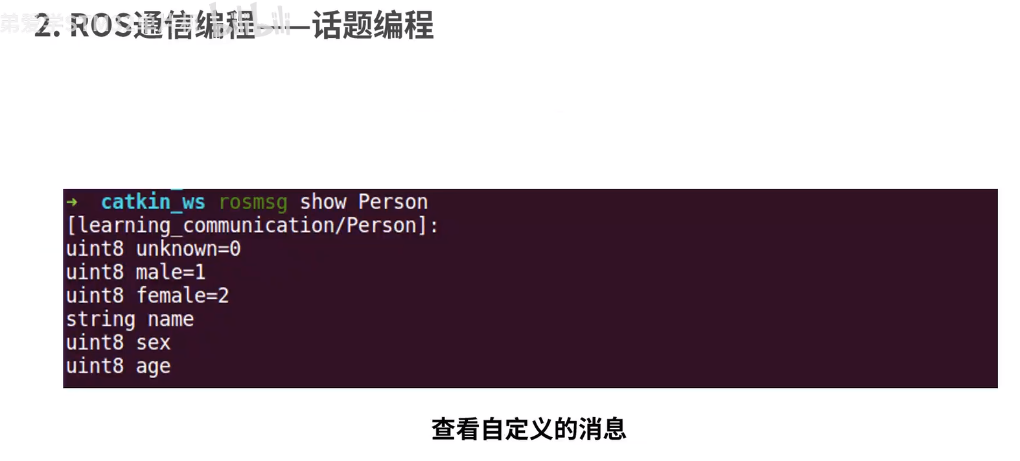 2. ROS通信编程——话题编程
➜ catkin_ws rosmsg show Person
[learning_communication/Person]:
uint8 unknown=0
uint8 male=1
uint8 female=2
string name
uint8 sex
uint8 age
查看自定义的消息